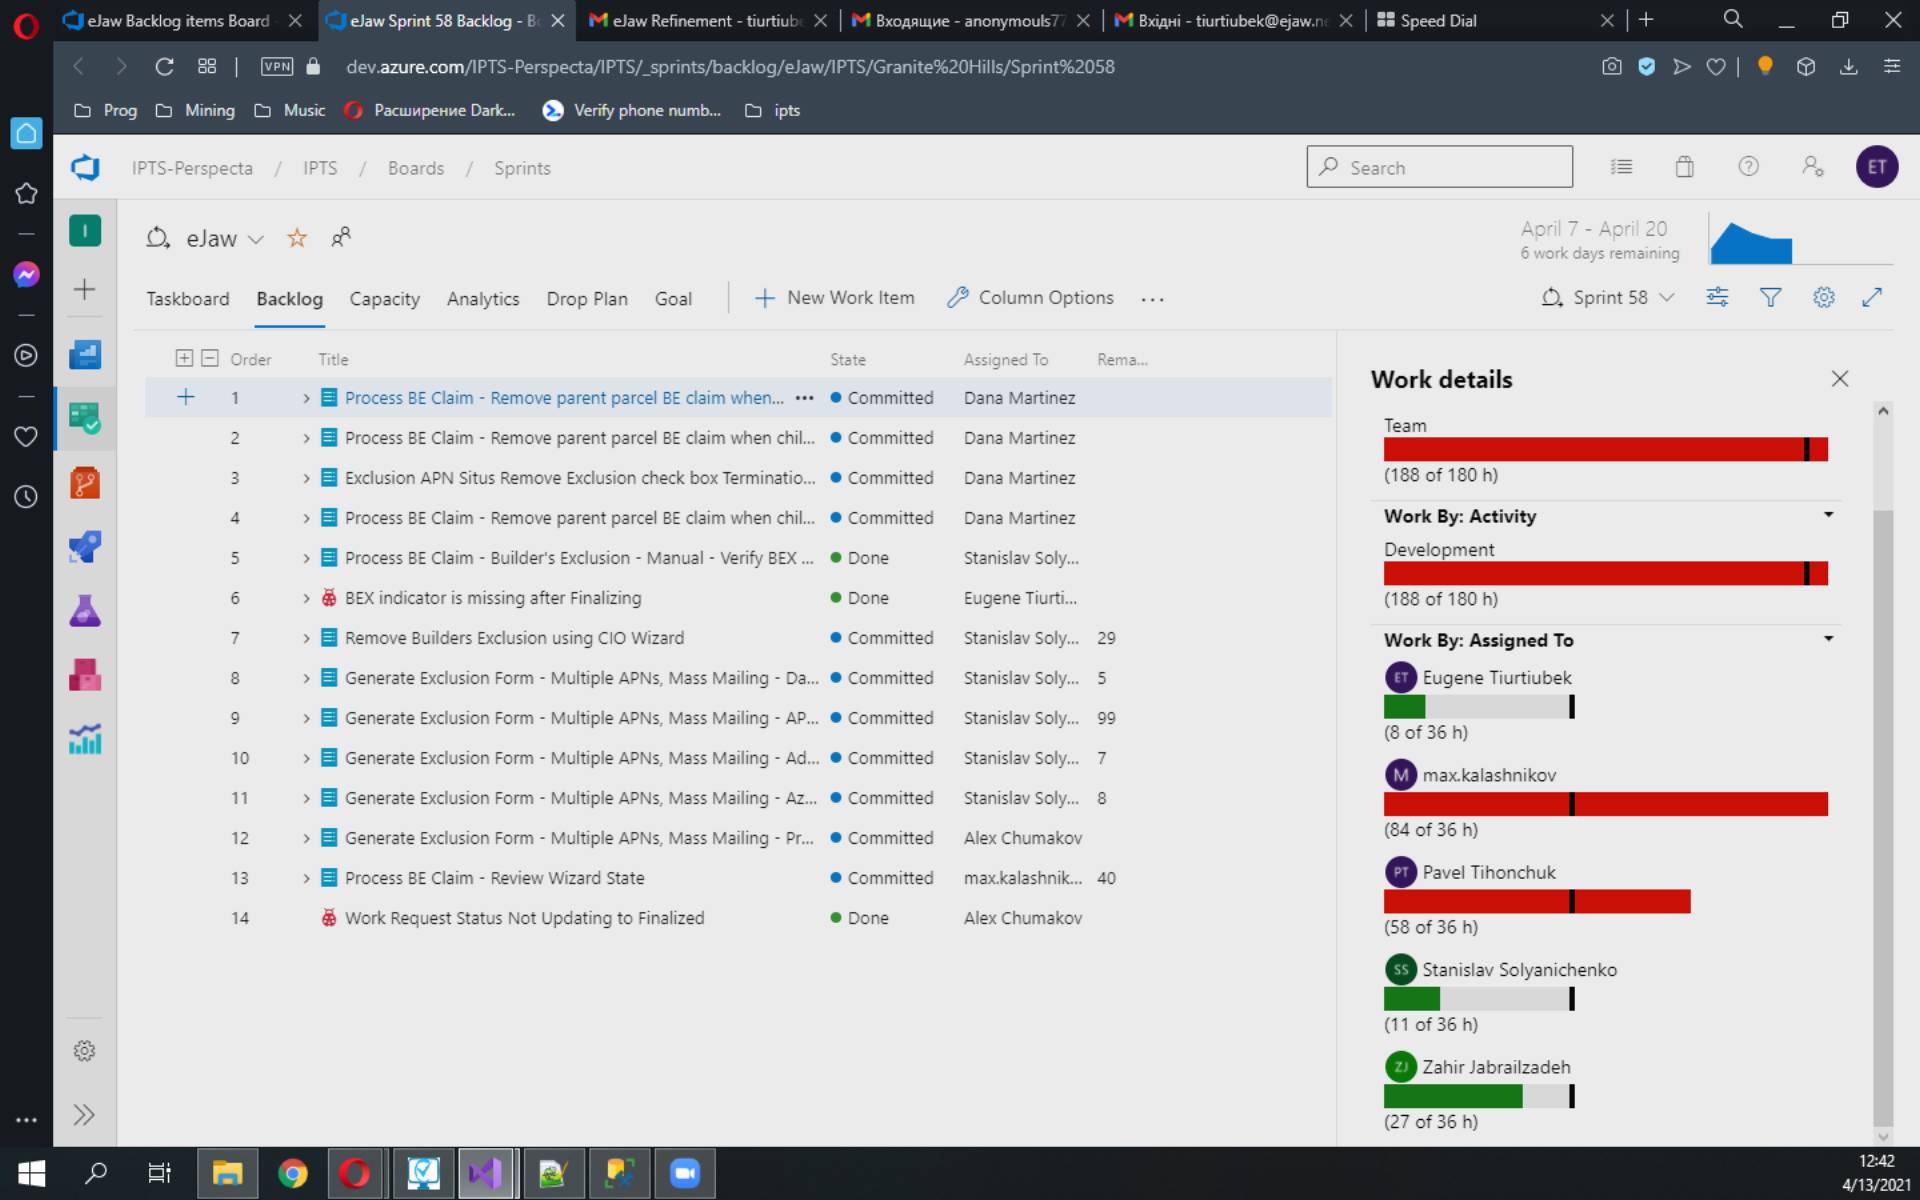 eJaw Backlog items Board
eJaw Sprint 58 Backlog - Bo
eJaw Refinement - tiurtiube
Входящие - anonymouls77
Вхідні - tiurtiubek@ejaw.ne
Speed Dial
VPN
dev.azure.com/IPTS-Perspecta/IPTS/_sprints/backlog/eJaw/IPTS/Granite%20Hills/Sprint%2058
Prog
Mining
Music
Расширение Dark...
Verify phone numb...
ipts
IPTS-Perspecta / IPTS / Boards / Sprints
Search
ET
I
eJaw
April 7 - April 20
6 work days remaining
Taskboard Backlog Capacity Analytics Drop Plan Goal
New Work Item
Column Options
Sprint 58
Order Title State Assigned To Rema...
1 Process BE Claim - Remove parent parcel BE claim when... Committed Dana Martinez
2 Process BE Claim - Remove parent parcel BE claim when chil... Committed Dana Martinez
3 Exclusion APN Situs Remove Exclusion check box Terminatio... Committed Dana Martinez
4 Process BE Claim - Remove parent parcel BE claim when chil... Committed Dana Martinez
5 Process BE Claim - Builder's Exclusion - Manual - Verify BEX ... Done Stanislav Soly...
6 BEX indicator is missing after Finalizing Done Eugene Tiurti...
7 Remove Builders Exclusion using CIO Wizard Committed Stanislav Soly... 29
8 Generate Exclusion Form - Multiple APNs, Mass Mailing - Da... Committed Stanislav Soly... 5
9 Generate Exclusion Form - Multiple APNs, Mass Mailing - AP... Committed Stanislav Soly... 99
10 Generate Exclusion Form - Multiple APNs, Mass Mailing - Ad... Committed Stanislav Soly... 7
11 Generate Exclusion Form - Multiple APNs, Mass Mailing - Az... Committed Stanislav Soly... 8
12 Generate Exclusion Form - Multiple APNs, Mass Mailing - Pr... Committed Alex Chumakov
13 Process BE Claim - Review Wizard State Committed max.kalashnik... 40
14 Work Request Status Not Updating to Finalized Done Alex Chumakov
Work details
Team
(188 of 180 h)
Work By: Activity
Development
(188 of 180 h)
Work By: Assigned To
ET Eugene Tiurtiubek
(8 of 36 h)
M max.kalashnikov
(84 of 36 h)
PT Pavel Tihonchuk
(58 of 36 h)
SS Stanislav Solyanichenko
(11 of 36 h)
ZJ Zahir Jabrailzadeh
(27 of 36 h)
12:42
4/13/2021